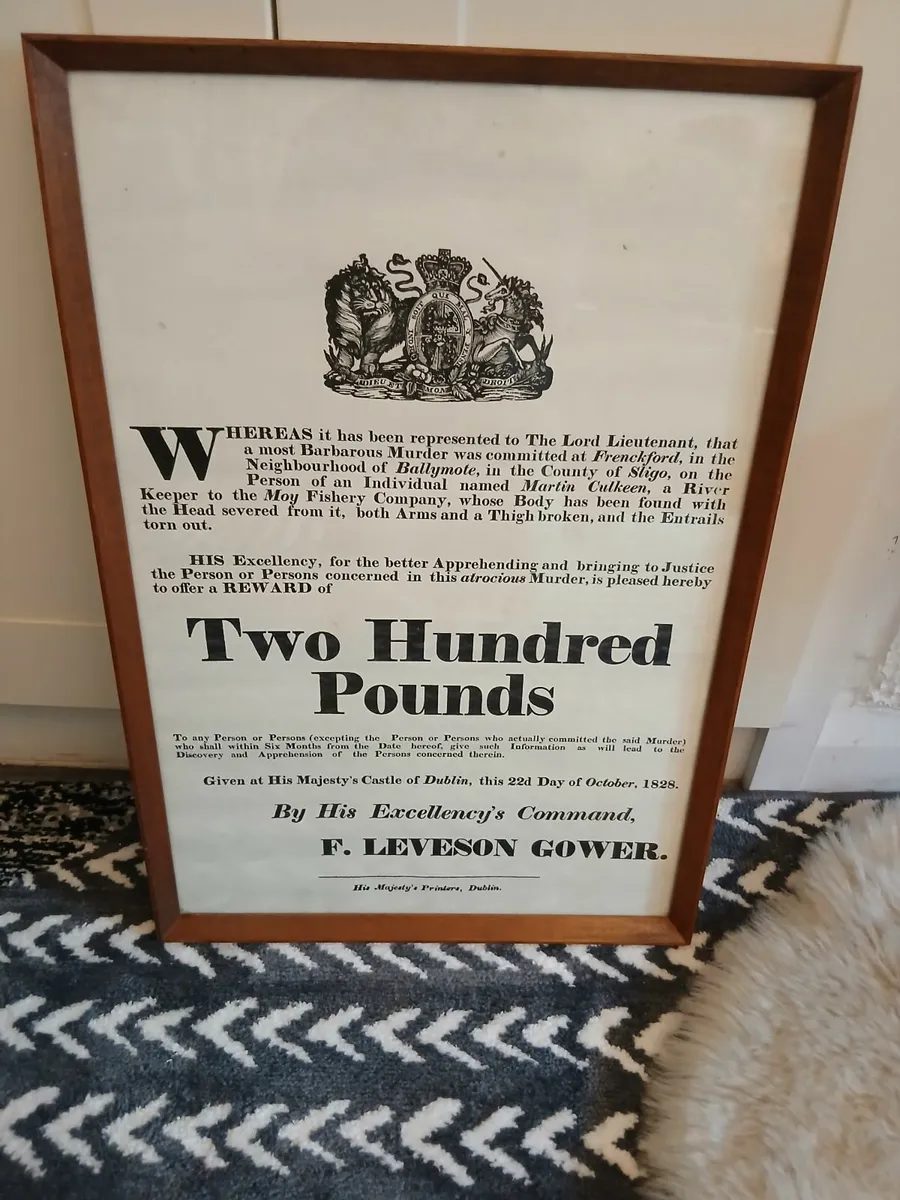 HONI SOIT QUE MAL
DIEU ET MON DROIT
WHEREAS it has been represented to The Lord Lieutenant, that
a most Barbarous Murder was committed at Frenckford, in the
Neighbourhood of Ballymote, in the County of Sligo, on the
Person of an Individual named Martin Culkeen, a River
Keeper to the Moy Fishery Company, whose Body has been found with
the Head severed from it, both Arms and a Thigh broken, and the Entrails
torn out.
HIS Excellency, for the better Apprehending and bringing to Justice
the Person or Persons concerned in this atrocious Murder, is pleased hereby
to offer a REWARD of
Two Hundred
Pounds
To any Person or Persons (excepting the Person or Persons who actually committed the said Murder)
who shall within Six Months from the Date hereof, give such Information as will lead to the
Discovery and Apprehension of the Persons concerned therein.
Given at His Majesty's Castle of Dublin, this 22d Day of October, 1828.
By His Excellency's Command,
F. LEVESON GOWER.
His Majesty's Printers, Dublin.